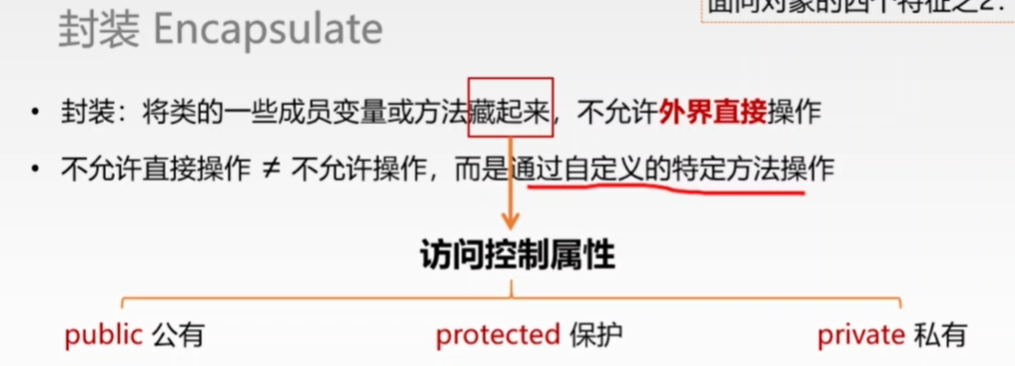 面向对象的四个特征之2:
封装 Encapsulate
• 封装：将类的一些成员变量或方法藏起来，不允许外界直接操作
• 不允许直接操作 ≠ 不允许操作，而是通过自定义的特定方法操作
访问控制属性
public 公有 protected 保护 private 私有